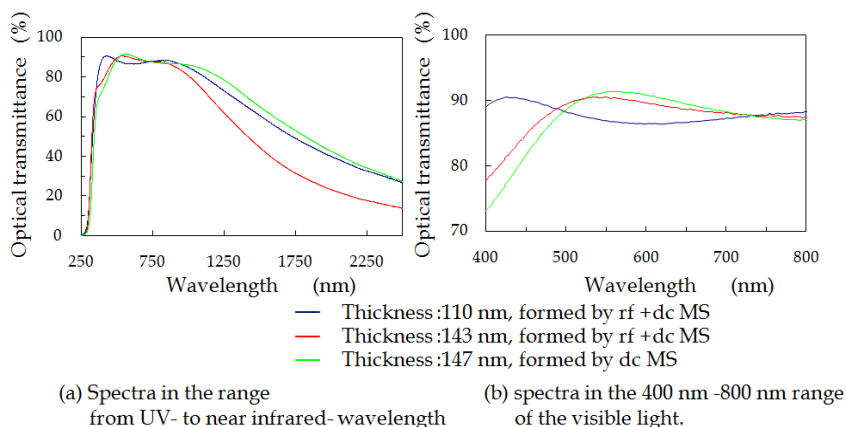 Optical transmittance (%)
100
80
60
40
20
0
250
750
1250
1750
2250
Wavelength (nm)
Optical transmittance (%)
100
90
80
70
400
500
600
700
800
Wavelength (nm)
Thickness :110 nm, formed by rf +dc MS
Thickness :143 nm, formed by rf +dc MS
Thickness :147 nm, formed by dc MS
(a) Spectra in the range
from UV- to near infrared- wavelength
(b) spectra in the 400 nm -800 nm range
of the visible light.